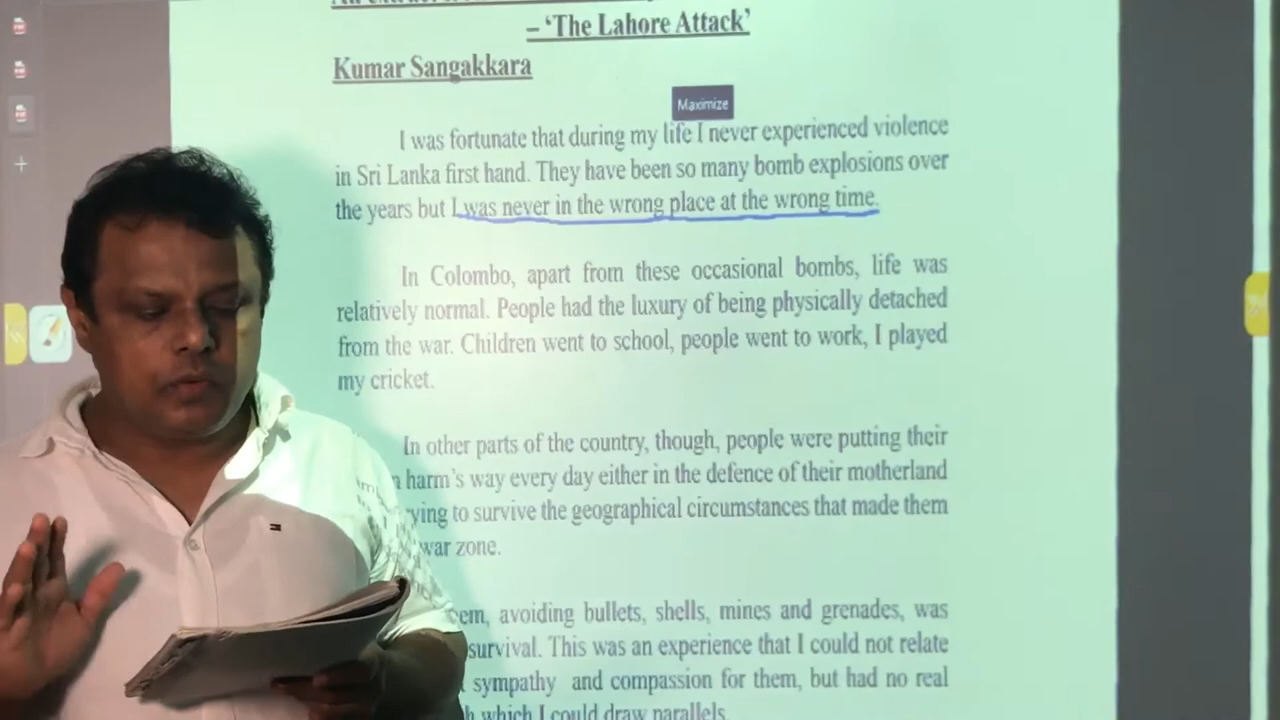 – ‘The Lahore Attack’
Kumar Sangakkara
Maximize
I was fortunate that during my life I never experienced violence
in Sri Lanka first hand. They have been so many bomb explosions over
the years but I was never in the wrong place at the wrong time.
In Colombo, apart from these occasional bombs, life was
relatively normal. People had the luxury of being physically detached
from the war. Children went to school, people went to work, I played
my cricket.
In other parts of the country, though, people were putting their
harm’s way every day either in the defence of their motherland
to survive the geographical circumstances that made them
war zone.
avoiding bullets, shells, mines and grenades, was
survival. This was an experience that I could not relate
sympathy and compassion for them, but had no real
which I could draw parallels.